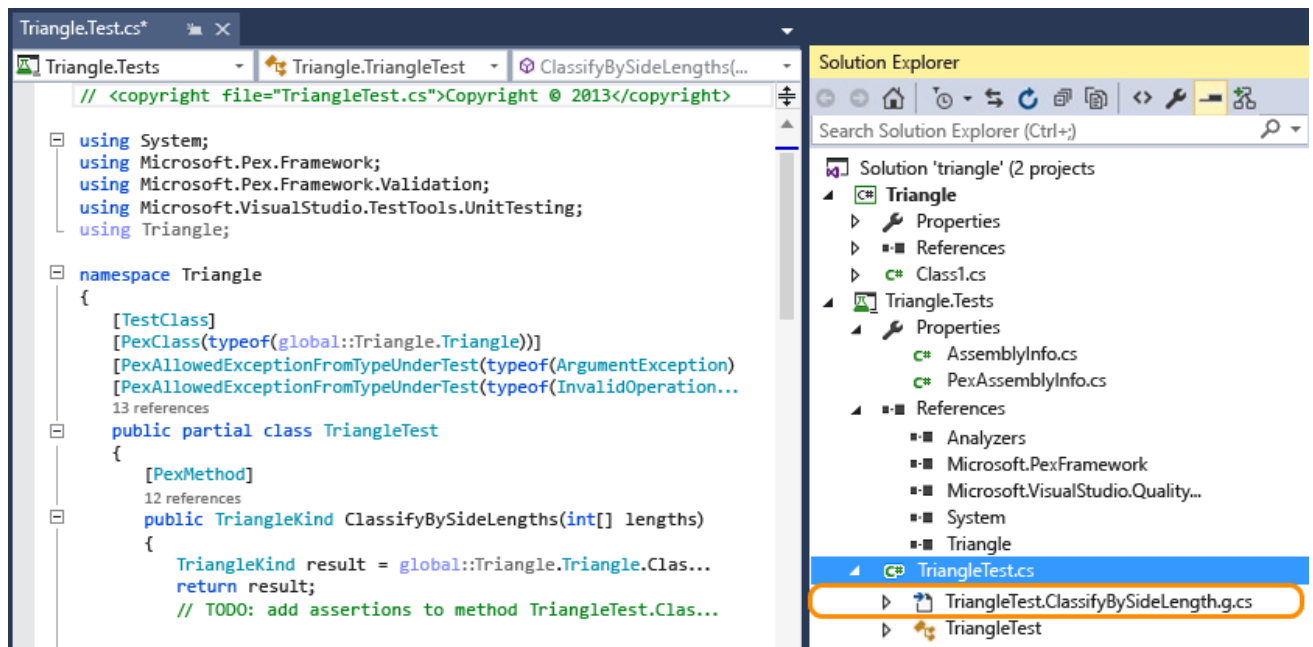 Triangle.Test.cs*
Triangle.Tests
Triangle.TriangleTest
ClassifyBySideLengths(...
// <copyright file="TriangleTest.cs">Copyright © 2013</copyright>
using System;
using Microsoft.Pex.Framework;
using Microsoft.Pex.Framework.Validation;
using Microsoft.VisualStudio.TestTools.UnitTesting;
using Triangle;
namespace Triangle
{
[TestClass]
[PexClass(typeof(global::Triangle.Triangle))]
[PexAllowedExceptionFromTypeUnderTest(typeof(ArgumentException)
[PexAllowedExceptionFromTypeUnderTest(typeof(InvalidOperation...
13 references
public partial class TriangleTest
{
[PexMethod]
12 references
public TriangleKind ClassifyBySideLengths(int[] lengths)
{
TriangleKind result = global::Triangle.Triangle.Clas...
return result;
// TODO: add assertions to method TriangleTest.Clas...
Solution Explorer
Search Solution Explorer (Ctrl+;)
Solution 'triangle' (2 projects
C# Triangle
Properties
References
C# Class1.cs
Triangle.Tests
Properties
C# AssemblyInfo.cs
C# PexAssemblyInfo.cs
References
Analyzers
Microsoft.PexFramework
Microsoft.VisualStudio.Quality...
System
Triangle
C# TriangleTest.cs
TriangleTest.ClassifyBySideLength.g.cs
TriangleTest